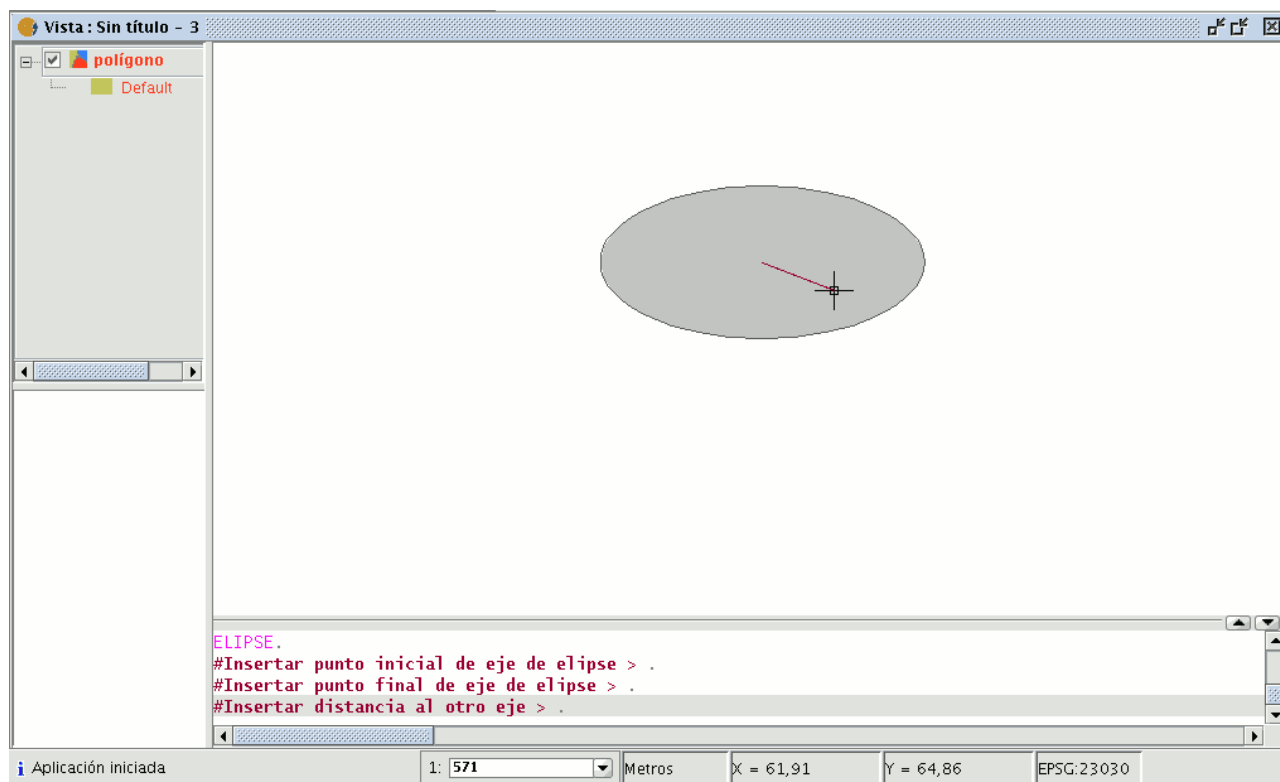 Vista : Sin título - 3
polígono
Default
ELIPSE.
#Insertar punto inicial de eje de elipse > .
#Insertar punto final de eje de elipse > .
#Insertar distancia al otro eje > .
i Aplicación iniciada
1: 571
Metros
X = 61,91
Y = 64,86
EPSG:23030